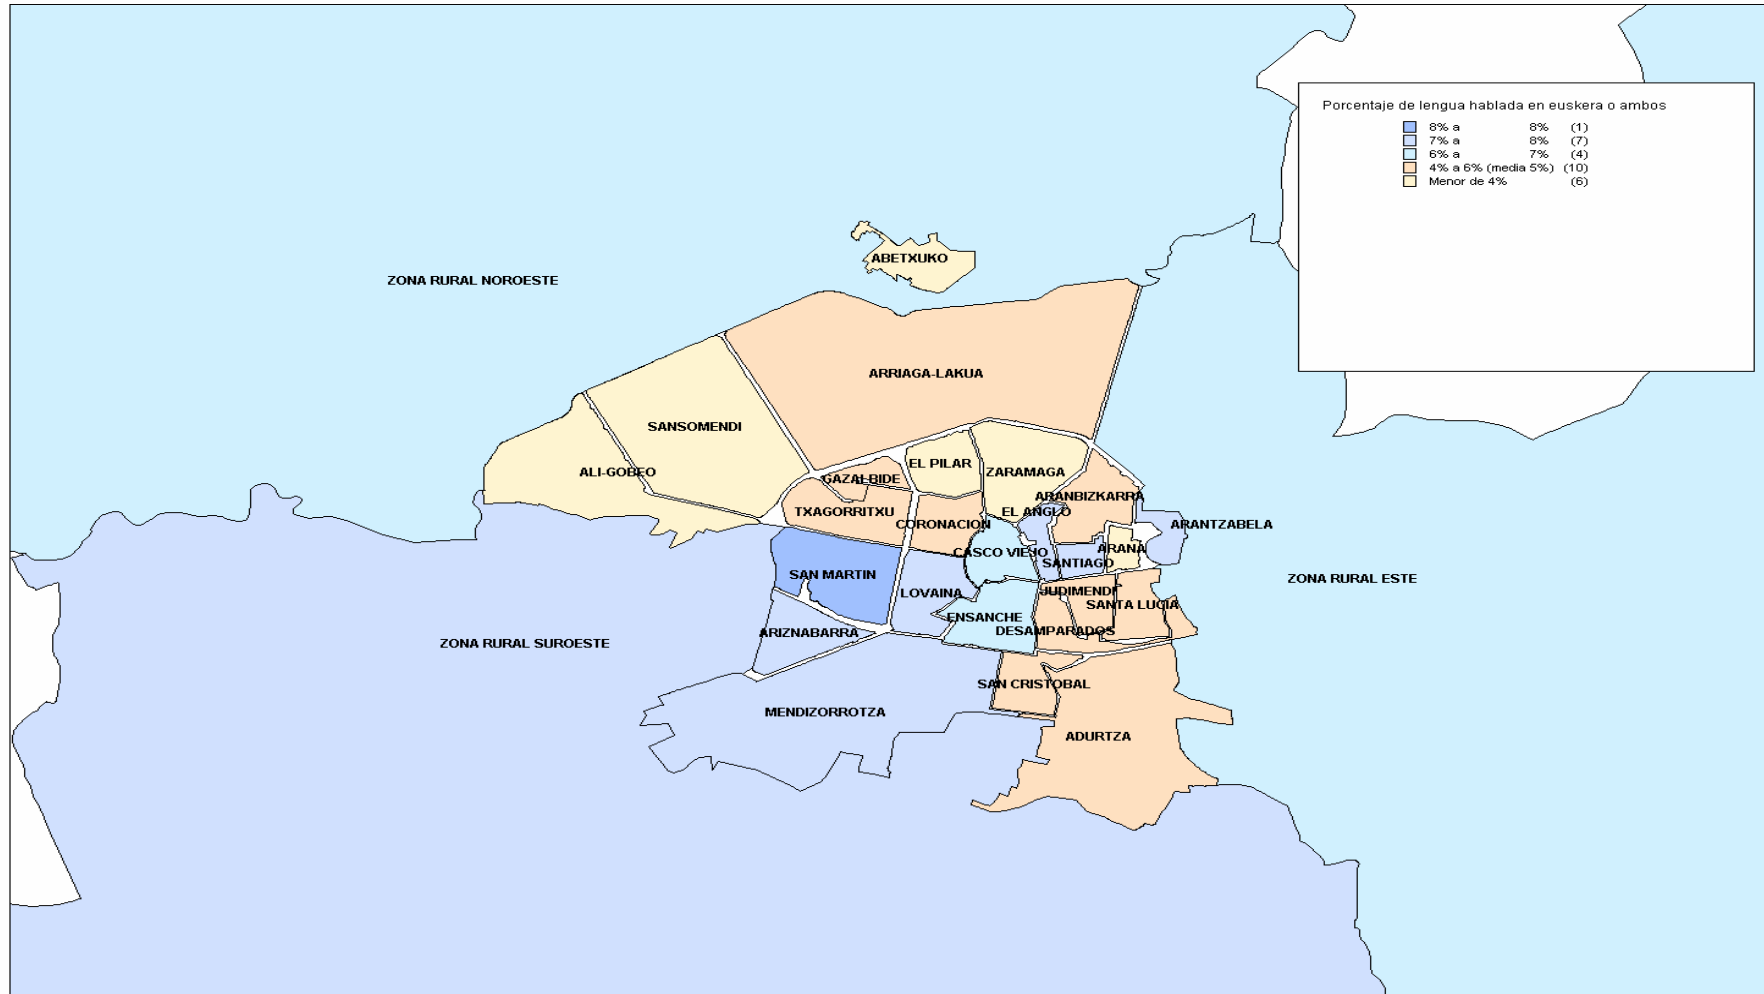 Porcentaje de lengua hablada en euskera o ambos
8% a 8% (1)
7% a 8% (7)
6% a 7% (4)
4% a 6% (media 5%) (10)
Menor de 4% (6)
ABETXUKO
ZONA RURAL NOROESTE
ARRIAGA-LAKUA
SANSOMENDI
ALI-GOBEO
EL PILAR
ZARAMAGA
GAZALBIDE
ARANBIZKARRA
TXAGORRITXU
EL ANGLO
CORONACION
ARANTZABELA
CASCO VIEJO
ARANA
SANTIAGO
SAN MARTIN
ZONA RURAL ESTE
LOVAINA
JUDIMENDI
SANTA LUCIA
ENSANCHE
ARIZNABARRA
DESAMPARADOS
ZONA RURAL SUROESTE
SAN CRISTOBAL
MENDIZORROTZA
ADURTZA